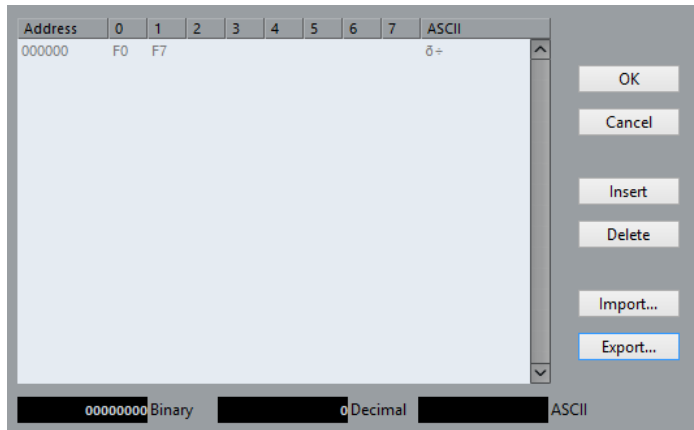 Address 0 1 2 3 4 5 6 7 ASCII
000000 F0 F7 ð÷
OK
Cancel
Insert
Delete
Import...
Export...
00000000 Binary 0 Decimal ASCII